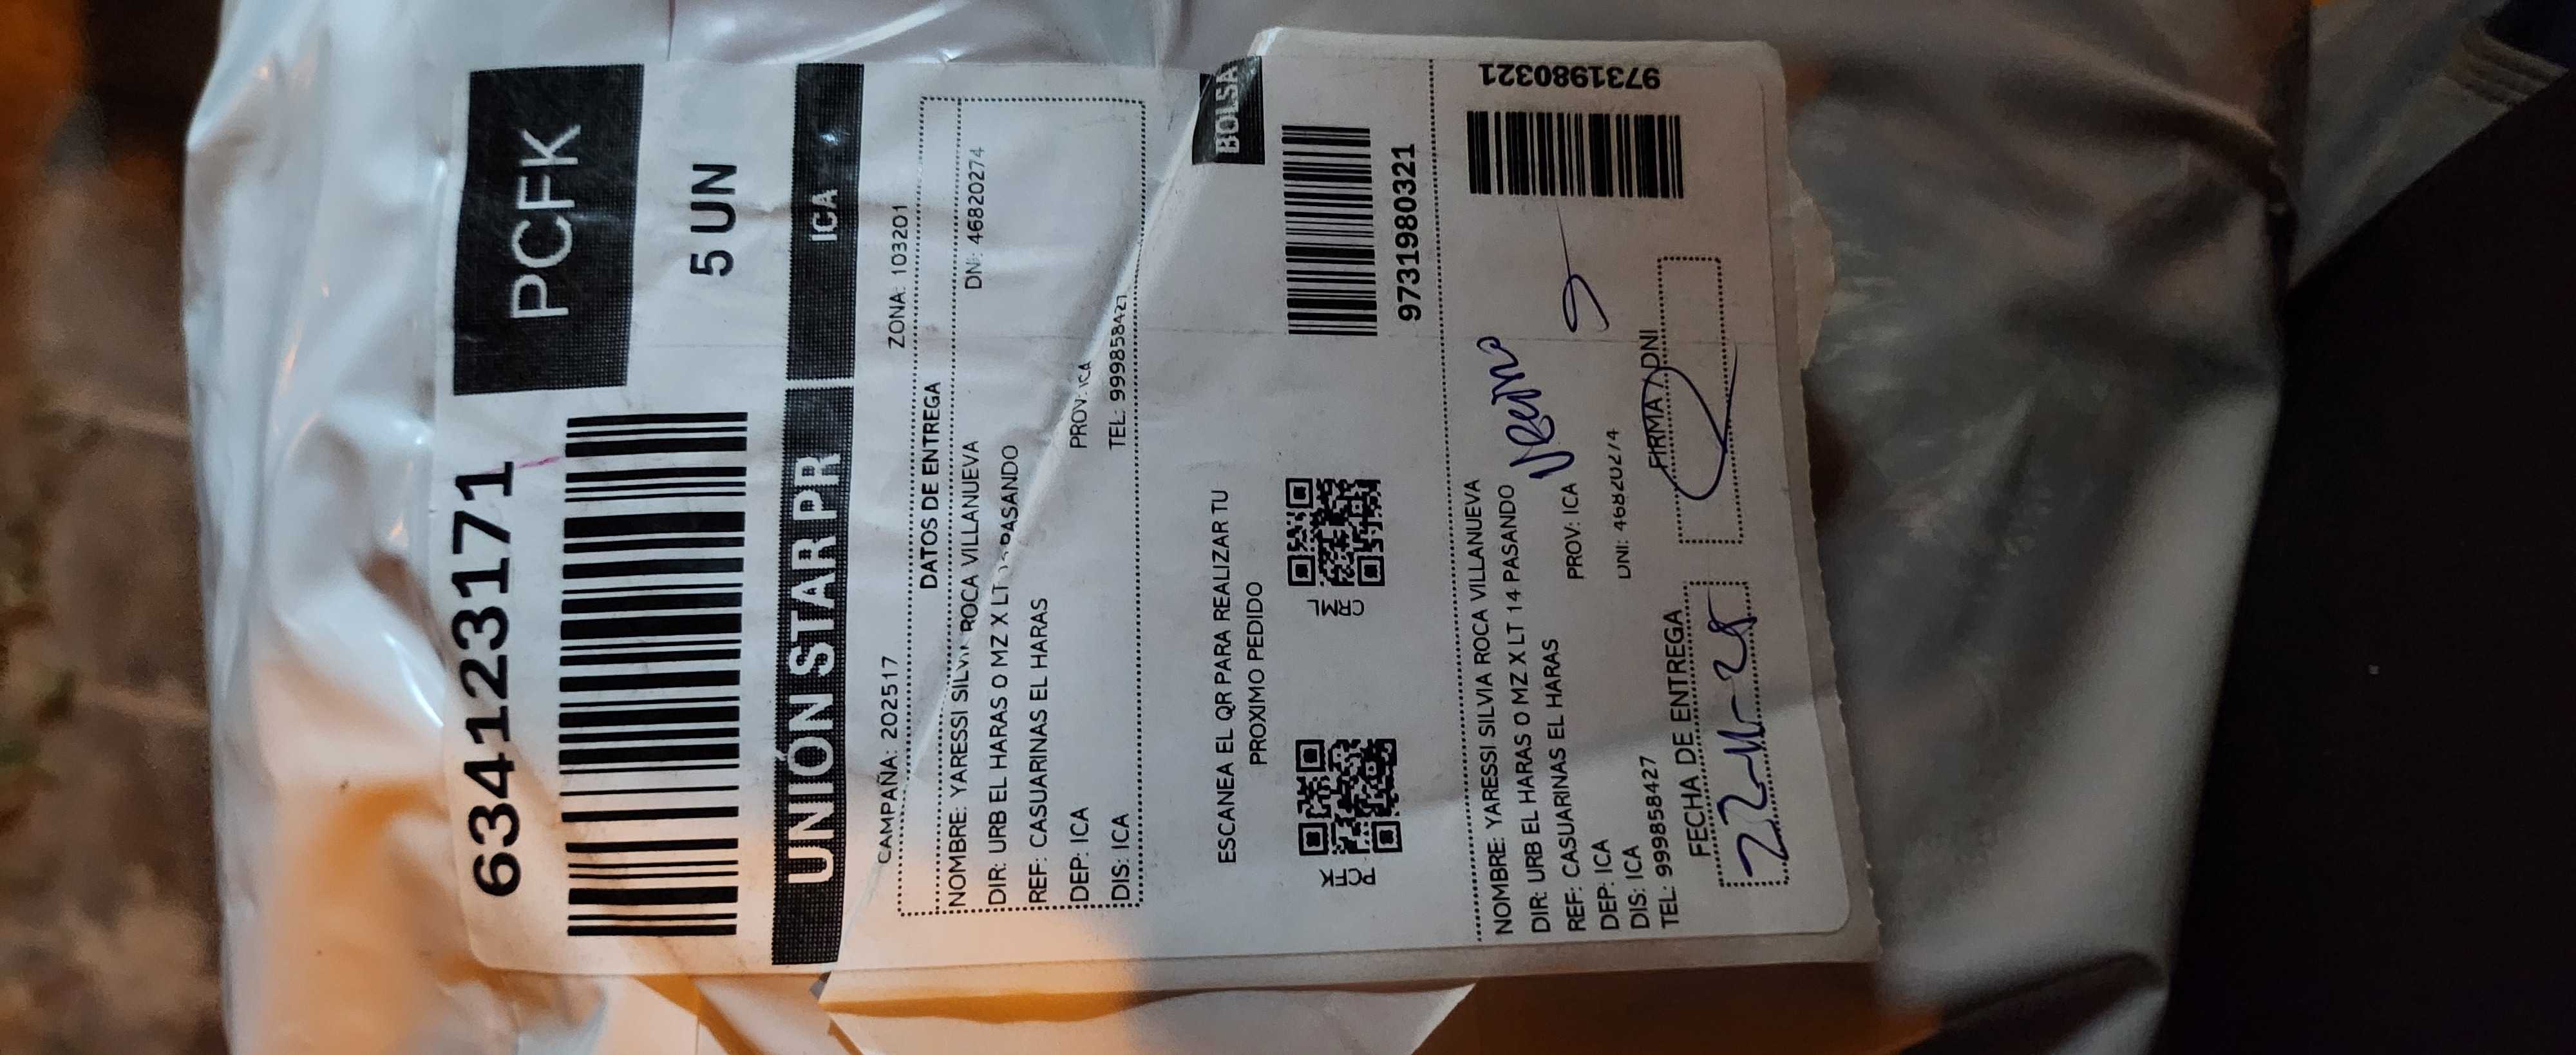 634123171
PCFK
5 UN
UNIÓN STAR PR
ICA
CAMPAÑA: 202517 ZONA: 103201
DATOS DE ENTREGA
NOMBRE: YARESSI SILVIA ROCA VILLANUEVA DNI: 46820274
DIR: URB EL HARAS O MZ X LT PASANDO
REF: CASUARINAS EL HARAS
DEP: ICA PROV: ICA
DIS: ICA TEL: 999858427
BOLSA
ESCANEA EL QR PARA REALIZAR TU
PROXIMO PEDIDO
PCFK
CRZL
9731980321
NOMBRE: YARESSI SILVIA ROCA VILLANUEVA
DIR: URB EL HARAS O MZ X LT 14 PASANDO
REF: CASUARINAS EL HARAS
DEP: ICA PROV: ICA
DIS: ICA DNI: 46820274
TEL: 999858427
9731980321
FECHA DE ENTREGA
FIRMA / DNI